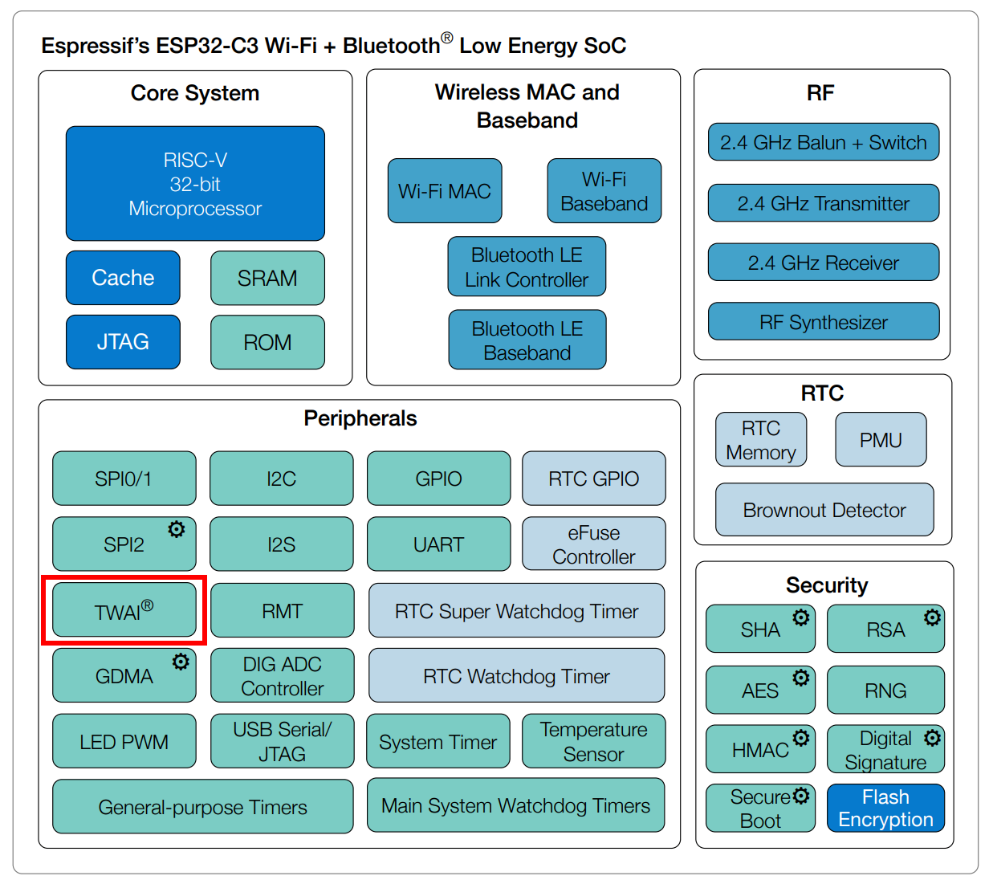 Espressif's ESP32-C3 Wi-Fi + Bluetooth® Low Energy SoC
Core System
RISC-V
32-bit
Microprocessor
Cache
SRAM
JTAG
ROM
Wireless MAC and
Baseband
Wi-Fi MAC
Wi-Fi
Baseband
Bluetooth LE
Link Controller
Bluetooth LE
Baseband
RF
2.4 GHz Balun + Switch
2.4 GHz Transmitter
2.4 GHz Receiver
RF Synthesizer
RTC
RTC
Memory
PMU
Brownout Detector
Peripherals
SPI0/1
I2C
GPIO
RTC GPIO
SPI2
I2S
UART
eFuse
Controller
TWAI®
RMT
RTC Super Watchdog Timer
GDMA
DIG ADC
Controller
RTC Watchdog Timer
LED PWM
USB Serial/
JTAG
System Timer
Temperature
Sensor
General-purpose Timers
Main System Watchdog Timers
Security
SHA
RSA
AES
RNG
HMAC
Digital
Signature
Secure
Boot
Flash
Encryption